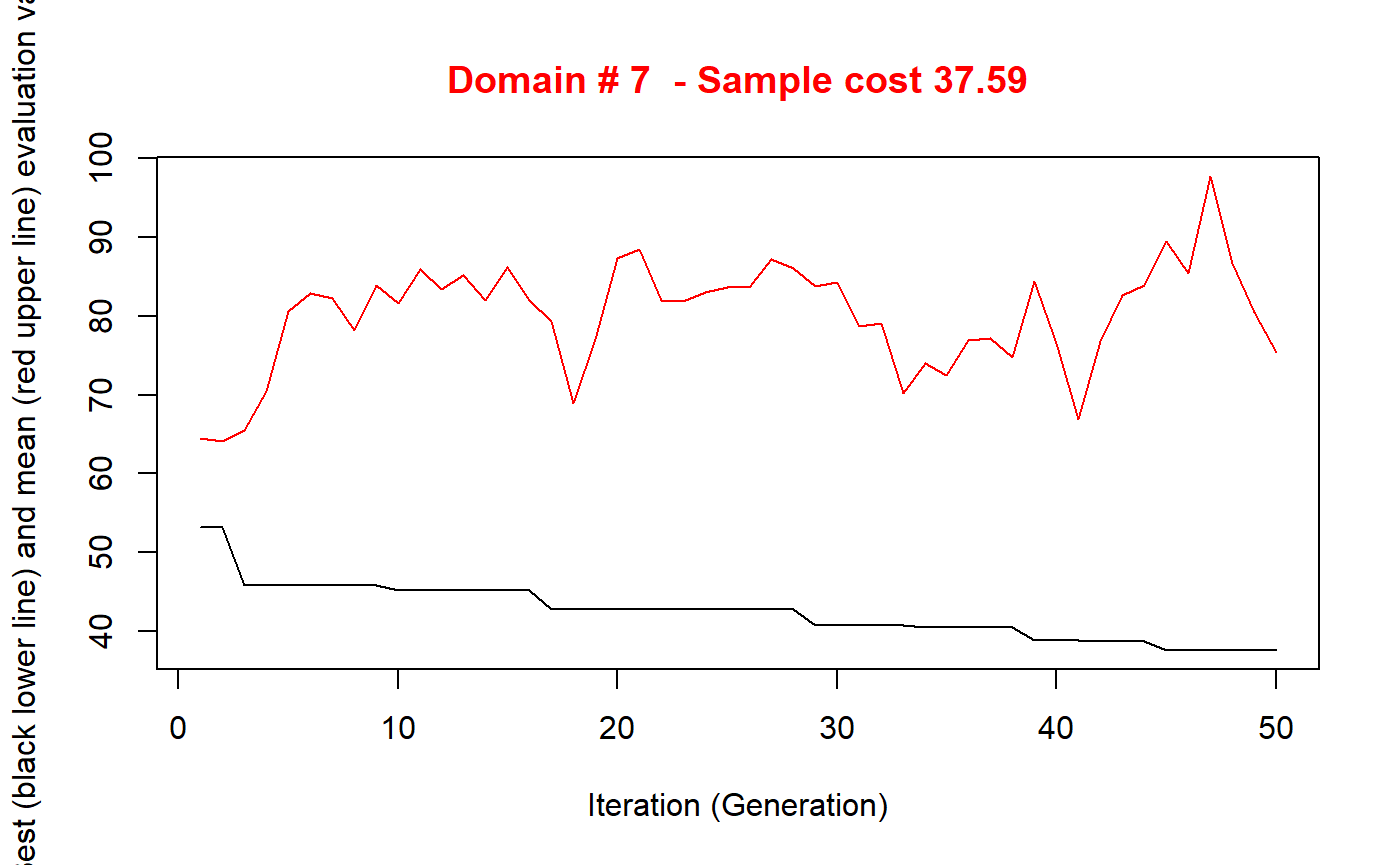 Domain # 7  - Sample cost 37.59
est (black lower line) and mean (red upper line) evaluation va
100
90
80
70
60
50
40
0 10 20 30 40 50
Iteration (Generation)